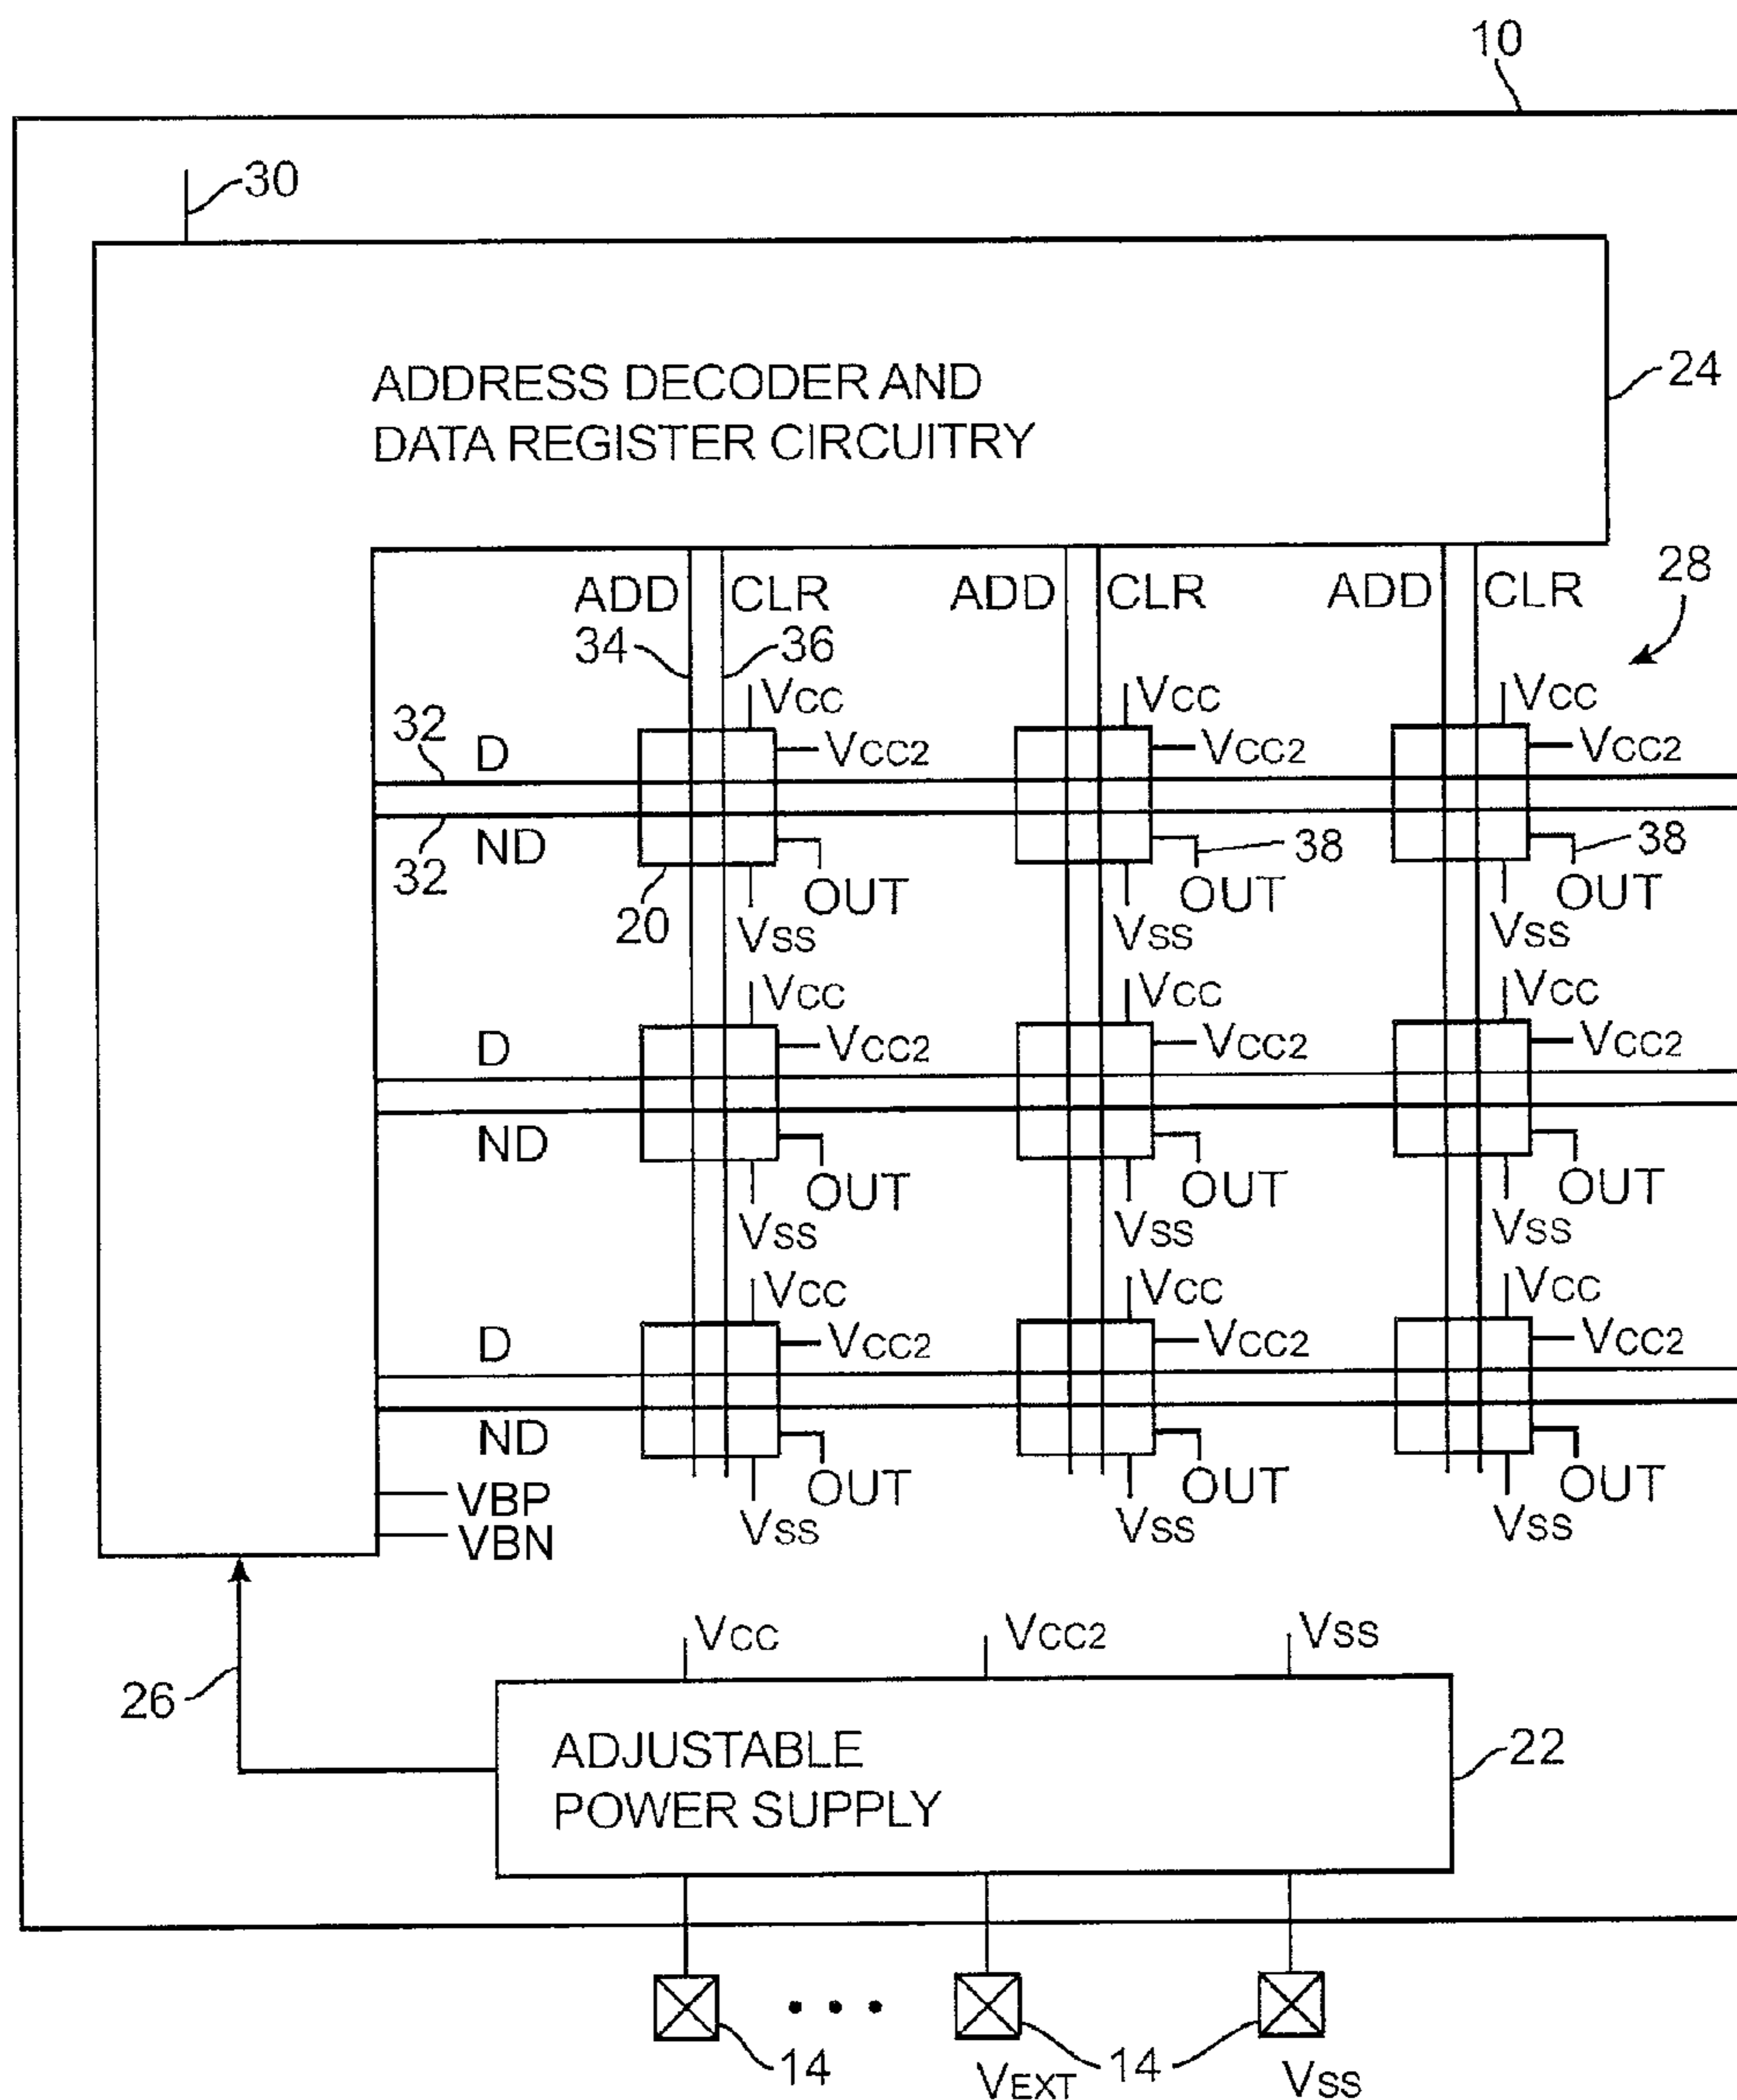 10
30
ADDRESS DECODER AND
DATA REGISTER CIRCUITRY
24
28
ADD CLR ADD CLR ADD CLR
34 36
VCC VCC VCC
32 D VCC2 VCC2 VCC2
32 ND 38 38
20 OUT OUT OUT
VSS VSS VSS
VCC VCC VCC
D VCC2 VCC2 VCC2
ND
OUT OUT OUT
VSS VSS VSS
VCC VCC VCC
D VCC2 VCC2 VCC2
ND
OUT OUT OUT
VBP
VSS VSS VSS
VBN
VCC VCC2 VSS
26
ADJUSTABLE
POWER SUPPLY
22
14 14
VEXT VSS